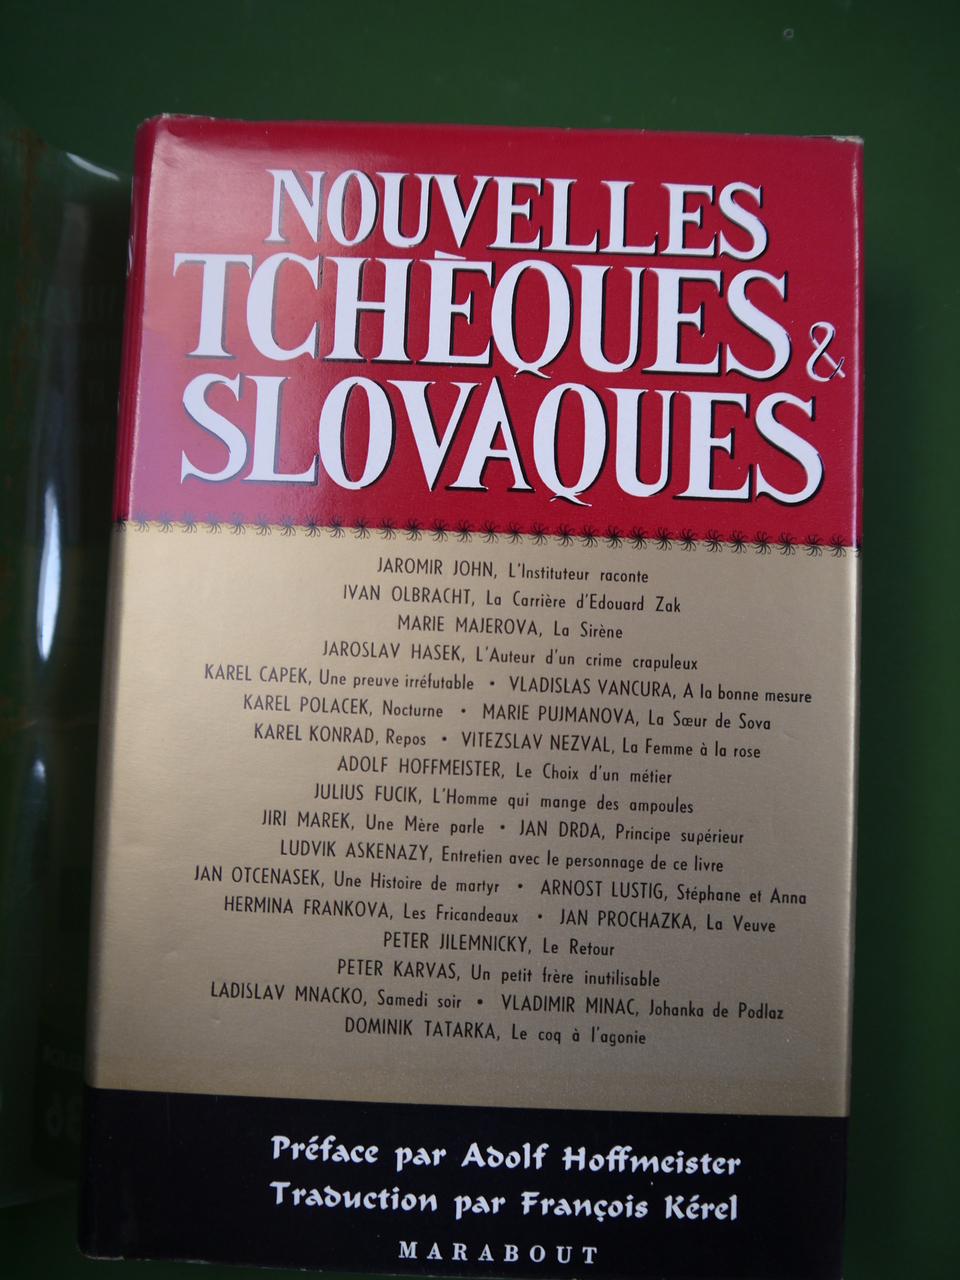 NOUVELLES
TCHÈQUES &
SLOVAQUES
JAROMIR JOHN, L'Instituteur raconte
IVAN OLBRACHT, La Carrière d'Edouard Zak
MARIE MAJEROVA, La Sirène
JAROSLAV HASEK, L'Auteur d'un crime crapuleux
KAREL CAPEK, Une preuve irréfutable • VLADISLAS VANCURA, A la bonne mesure
KAREL POLACEK, Nocturne • MARIE PUJMANOVA, La Sœur de Sova
KAREL KONRAD, Repos • VITEZSLAV NEZVAL, La Femme à la rose
ADOLF HOFFMEISTER, Le Choix d'un métier
JULIUS FUCIK, L'Homme qui mange des ampoules
JIRI MAREK, Une Mère parle • JAN DRDA, Principe supérieur
LUDVIK ASKENAZY, Entretien avec le personnage de ce livre
JAN OTCENASEK, Une Histoire de martyr • ARNOST LUSTIG, Stéphane et Anna
HERMINA FRANKOVA, Les Fricandeaux • JAN PROCHAZKA, La Veuve
PETER JILEMNICKY, Le Retour
PETER KARVAS, Un petit frère inutilisable
LADISLAV MNACKO, Samedi soir • VLADIMIR MINAC, Johanka de Podlaz
DOMINIK TATARKA, Le coq à l'agonie
Préface par Adolf Hoffmeister
Traduction par François Kérel
MARABOUT